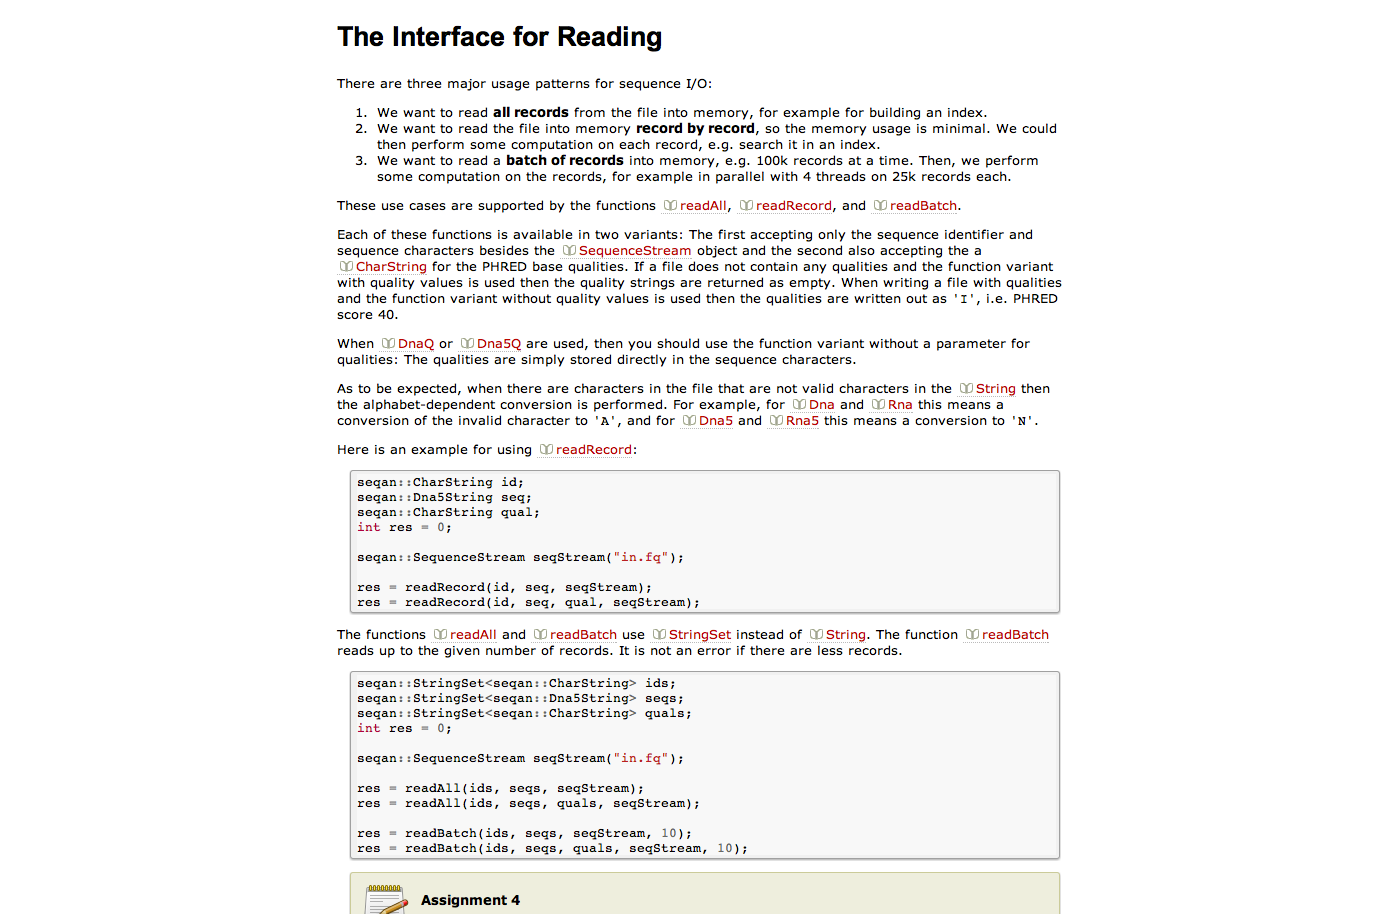 The Interface for Reading
There are three major usage patterns for sequence I/O:
1. We want to read all records from the file into memory, for example for building an index.
2. We want to read the file into memory record by record, so the memory usage is minimal. We could
then perform some computation on each record, e.g. search it in an index.
3. We want to read a batch of records into memory, e.g. 100k records at a time. Then, we perform
some computation on the records, for example in parallel with 4 threads on 25k records each.
These use cases are supported by the functions readAll, readRecord, and readBatch.
Each of these functions is available in two variants: The first accepting only the sequence identifier and
sequence characters besides the SequenceStream object and the second also accepting the a
CharString for the PHRED base qualities. If a file does not contain any qualities and the function variant
with quality values is used then the quality strings are returned as empty. When writing a file with qualities
and the function variant without quality values is used then the qualities are written out as 'I', i.e. PHRED
score 40.
When DnaQ or Dna5Q are used, then you should use the function variant without a parameter for
qualities: The qualities are simply stored directly in the sequence characters.
As to be expected, when there are characters in the file that are not valid characters in the String then
the alphabet-dependent conversion is performed. For example, for Dna and Rna this means a
conversion of the invalid character to 'A', and for Dna5 and Rna5 this means a conversion to 'N'.
Here is an example for using readRecord:
seqan::CharString id;
seqan::Dna5String seq;
seqan::CharString qual;
int res = 0;
seqan::SequenceStream seqStream("in.fq");
res = readRecord(id, seq, seqStream);
res = readRecord(id, seq, qual, seqStream);
The functions readAll and readBatch use StringSet instead of String. The function readBatch
reads up to the given number of records. It is not an error if there are less records.
seqan::StringSet<seqan::CharString> ids;
seqan::StringSet<seqan::Dna5String> seqs;
seqan::StringSet<seqan::CharString> quals;
int res = 0;
seqan::SequenceStream seqStream("in.fq");
res = readAll(ids, seqs, seqStream);
res = readAll(ids, seqs, quals, seqStream);
res = readBatch(ids, seqs, seqStream, 10);
res = readBatch(ids, seqs, quals, seqStream, 10);
Assignment 4